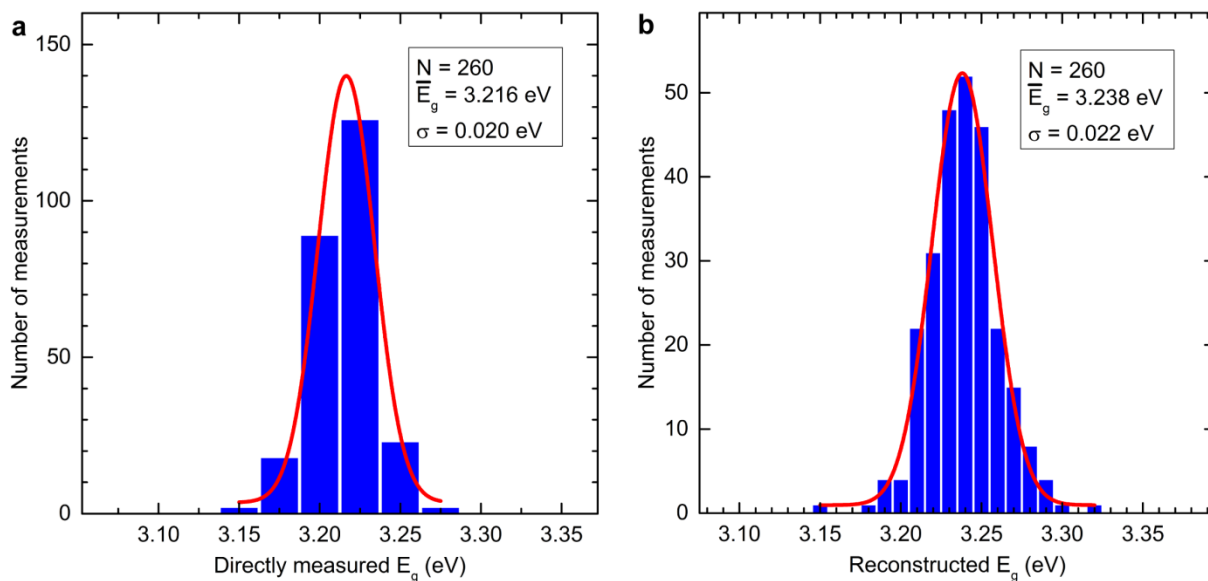 a
150
100
50
0
N = 260
E̅g = 3.216 eV
σ = 0.020 eV
3.10 3.15 3.20 3.25 3.30 3.35
Number of measurements
Directly measured Eg (eV)
b
50
40
30
20
10
0
N = 260
E̅g = 3.238 eV
σ = 0.022 eV
3.10 3.15 3.20 3.25 3.30 3.35
Number of measurements
Reconstructed Eg (eV)